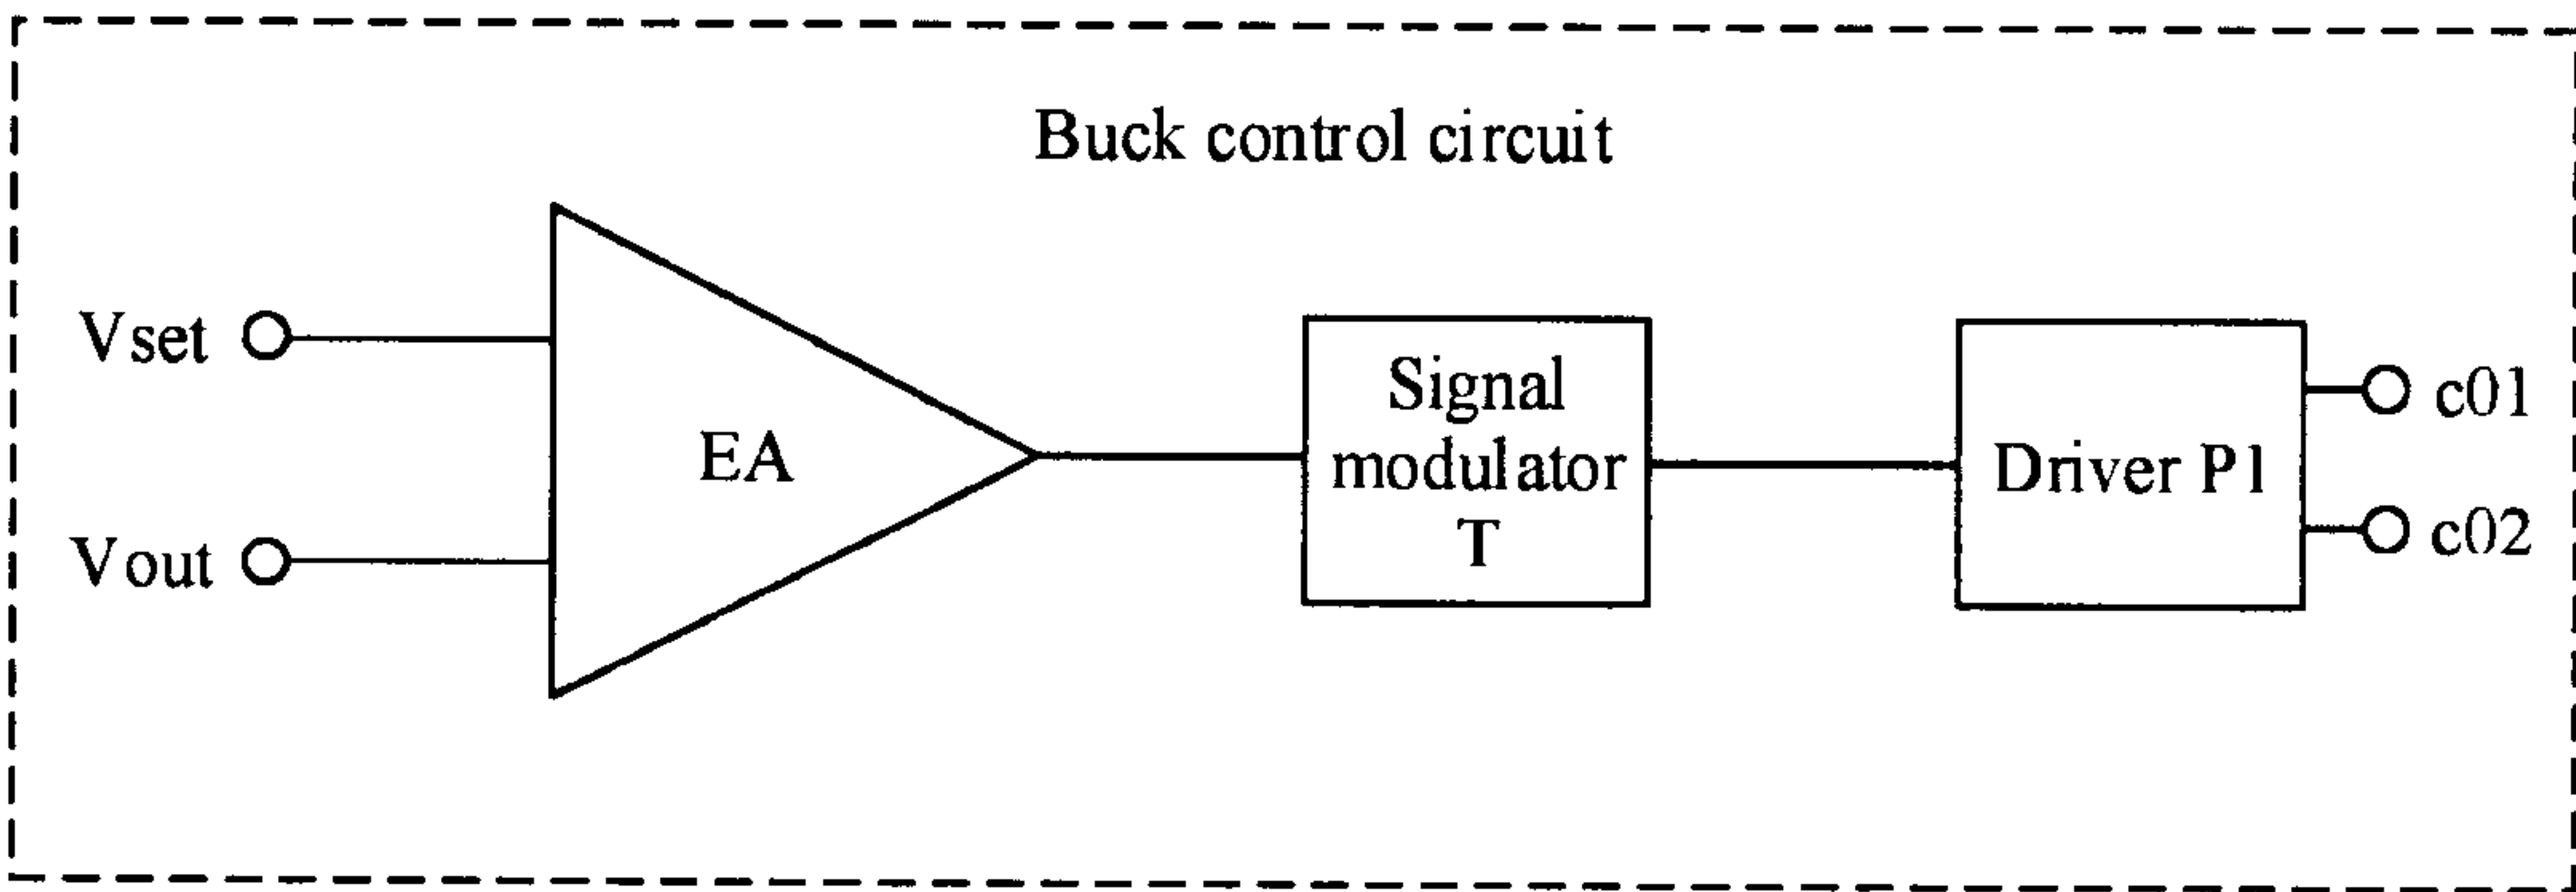 Buck control circuit
Vset
Vout
EA
Signal
modulator
T
Driver P1
c01
c02